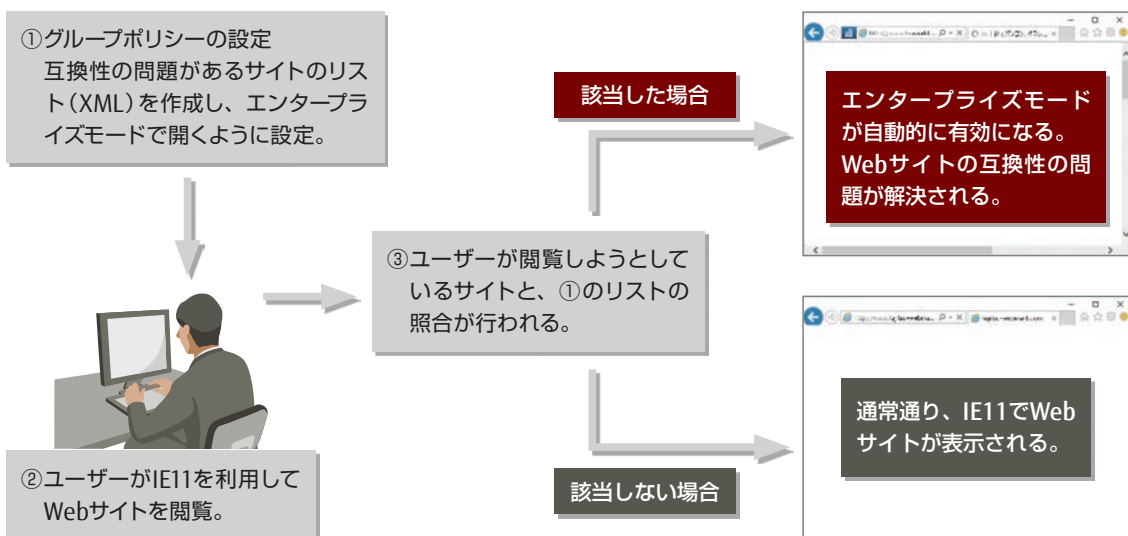 ①グループポリシーの設定
互換性の問題があるサイトのリス
ト（XML）を作成し、エンタープラ
イズモードで開くように設定。
②ユーザーがIE11を利用して
Webサイトを閲覧。
③ユーザーが閲覧しようとして
いるサイトと、①のリストの
照合が行われる。
該当した場合
エンタープライズモード
が自動的に有効になる。
Webサイトの互換性の問
題が解決される。
該当しない場合
通常通り、IE11でWeb
サイトが表示される。